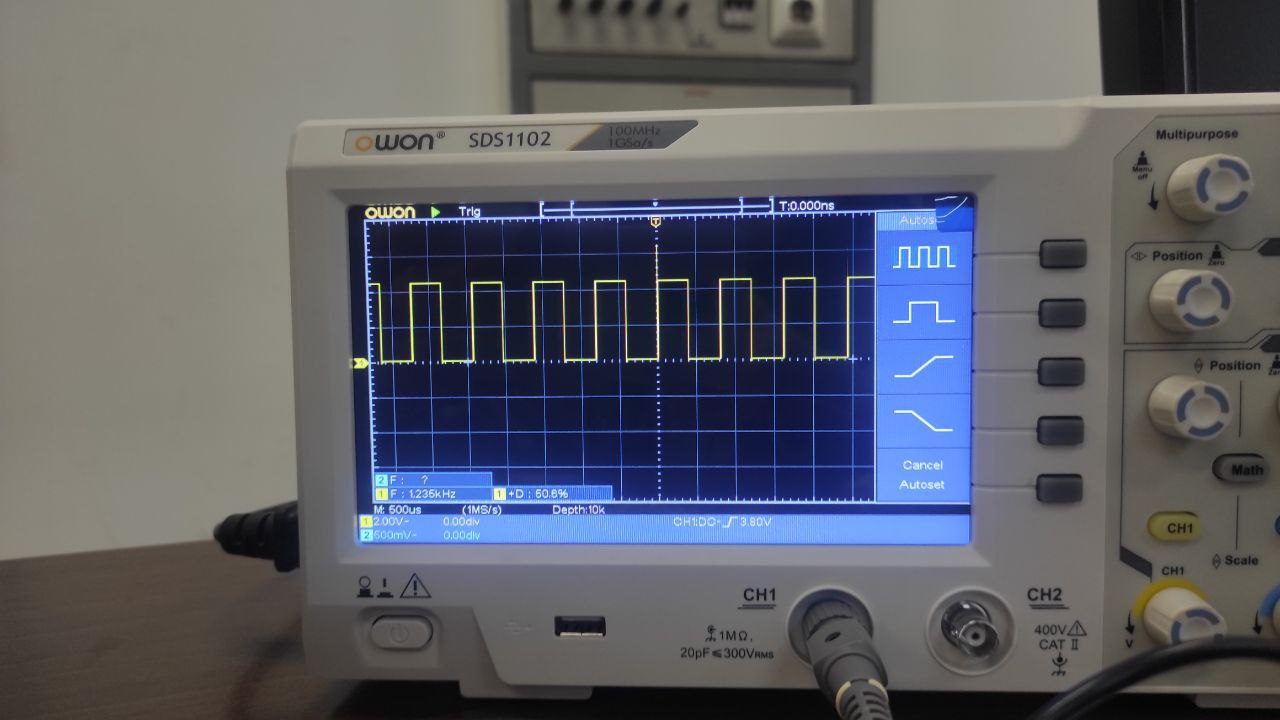 OWON® SDS1102 100MHz
1GSa/s
Multipurpose
Menu
off
OWON Trig T:0.000ns
Autos
Position Zero
Position
2 F : ?
1 F : 1.235kHz 1 +D : 50.6%
M: 500us (1MS/s) Depth:10k
1 2.00V~ 0.00div CH1:DC- 3.80V
2 500mV~ 0.00div
Cancel
Autoset
Math
CH1
Scale
CH1
V
CH1
1MΩ,
20pF≤300VRMS
CH2
400V
CAT II